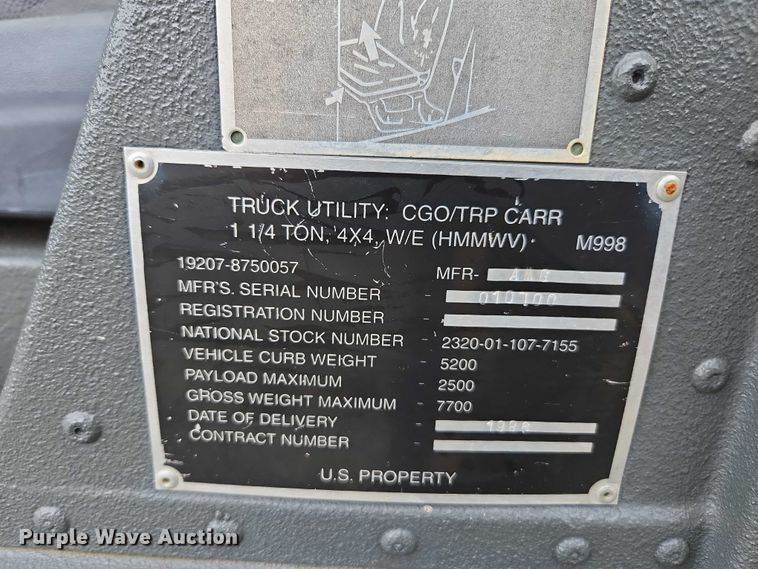 TRUCK UTILITY: CGO/TRP CARR
1 1/4 TON, 4X4, W/E (HMMWV) M998
19207-8750057 MFR- AMG
MFR'S. SERIAL NUMBER -
REGISTRATION NUMBER -
NATIONAL STOCK NUMBER - 2320-01-107-7155
VEHICLE CURB WEIGHT - 5200
PAYLOAD MAXIMUM - 2500
GROSS WEIGHT MAXIMUM - 7700
DATE OF DELIVERY -
CONTRACT NUMBER -
U.S. PROPERTY
Purple Wave Auction